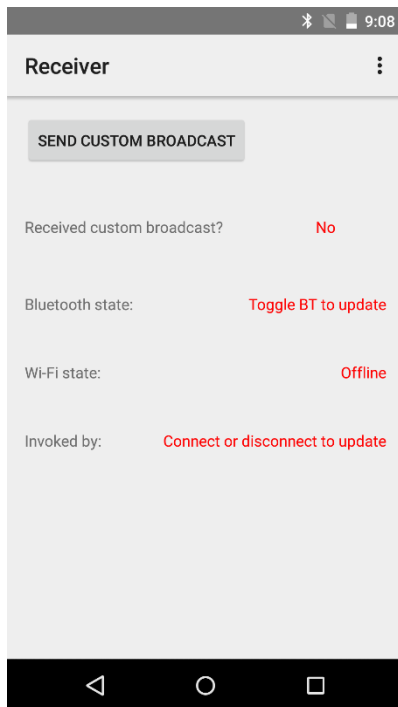 9:08
Receiver
SEND CUSTOM BROADCAST
Received custom broadcast? No
Bluetooth state: Toggle BT to update
Wi-Fi state: Offline
Invoked by: Connect or disconnect to update